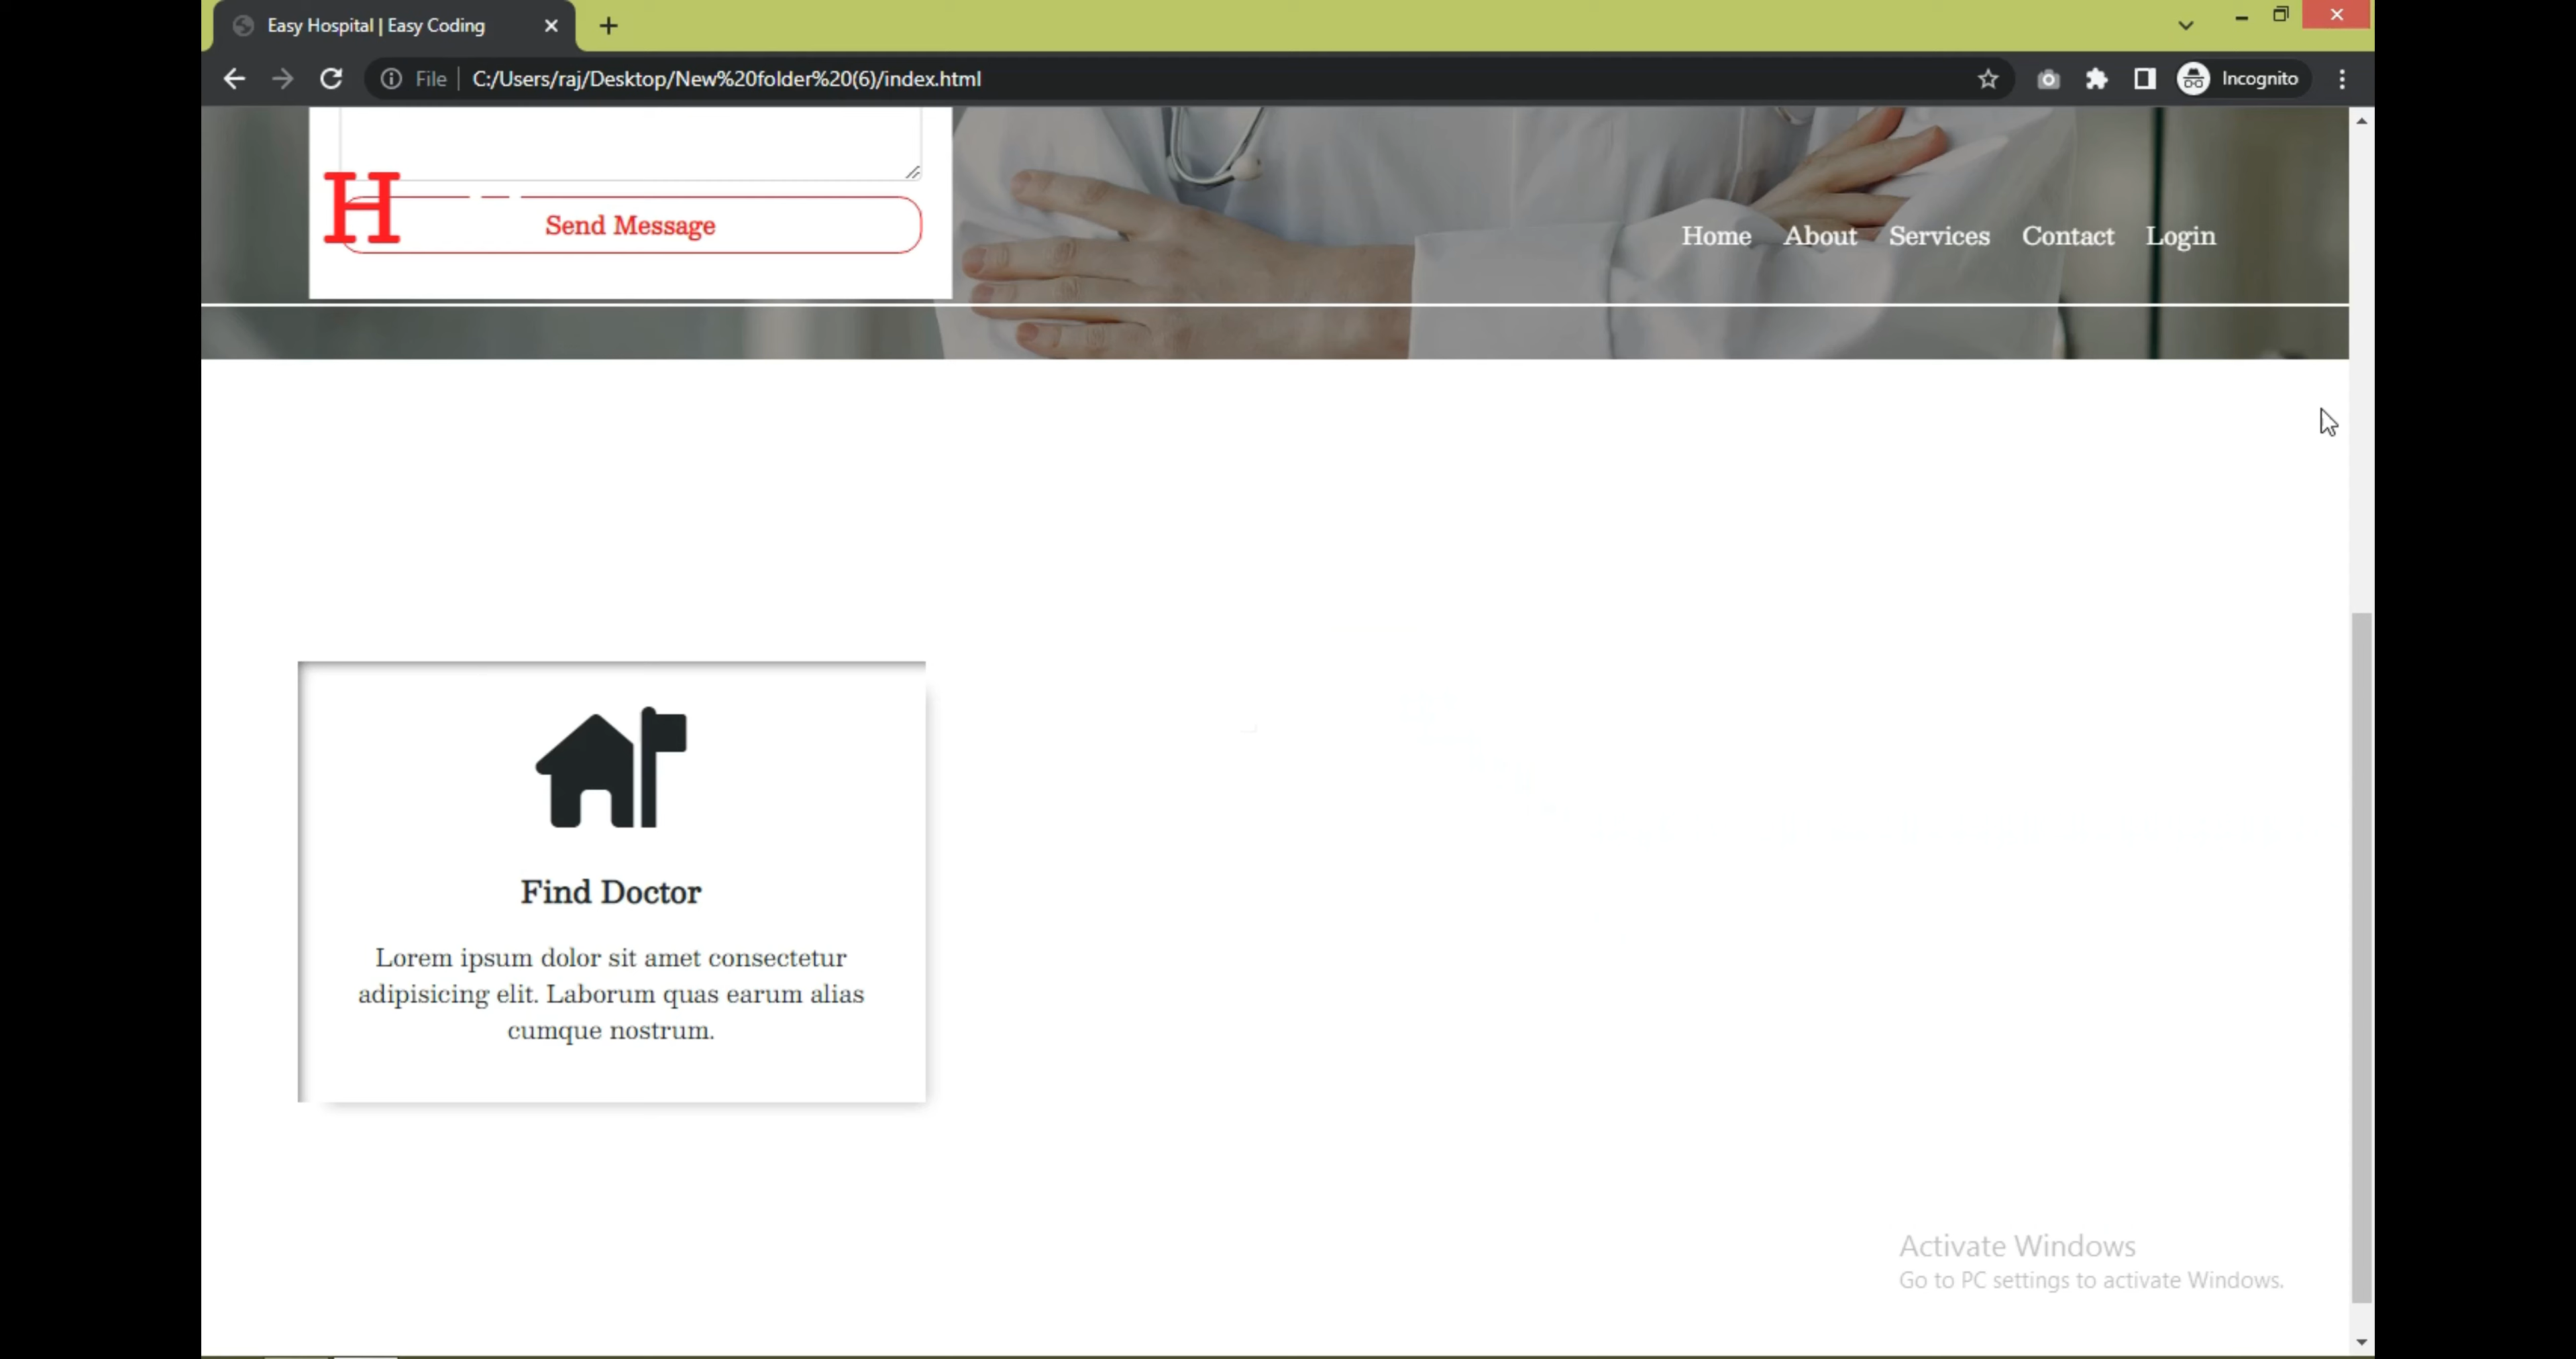 Easy Hospital | Easy Coding
File
C:/Users/raj/Desktop/New%20folder%20(6)/index.html
Incognito
H
Send Message
Home About Services Contact Login
Find Doctor
Lorem ipsum dolor sit amet consectetur
adipisicing elit. Laborum quas earum alias
cumque nostrum.
Activate Windows
Go to PC settings to activate Windows.